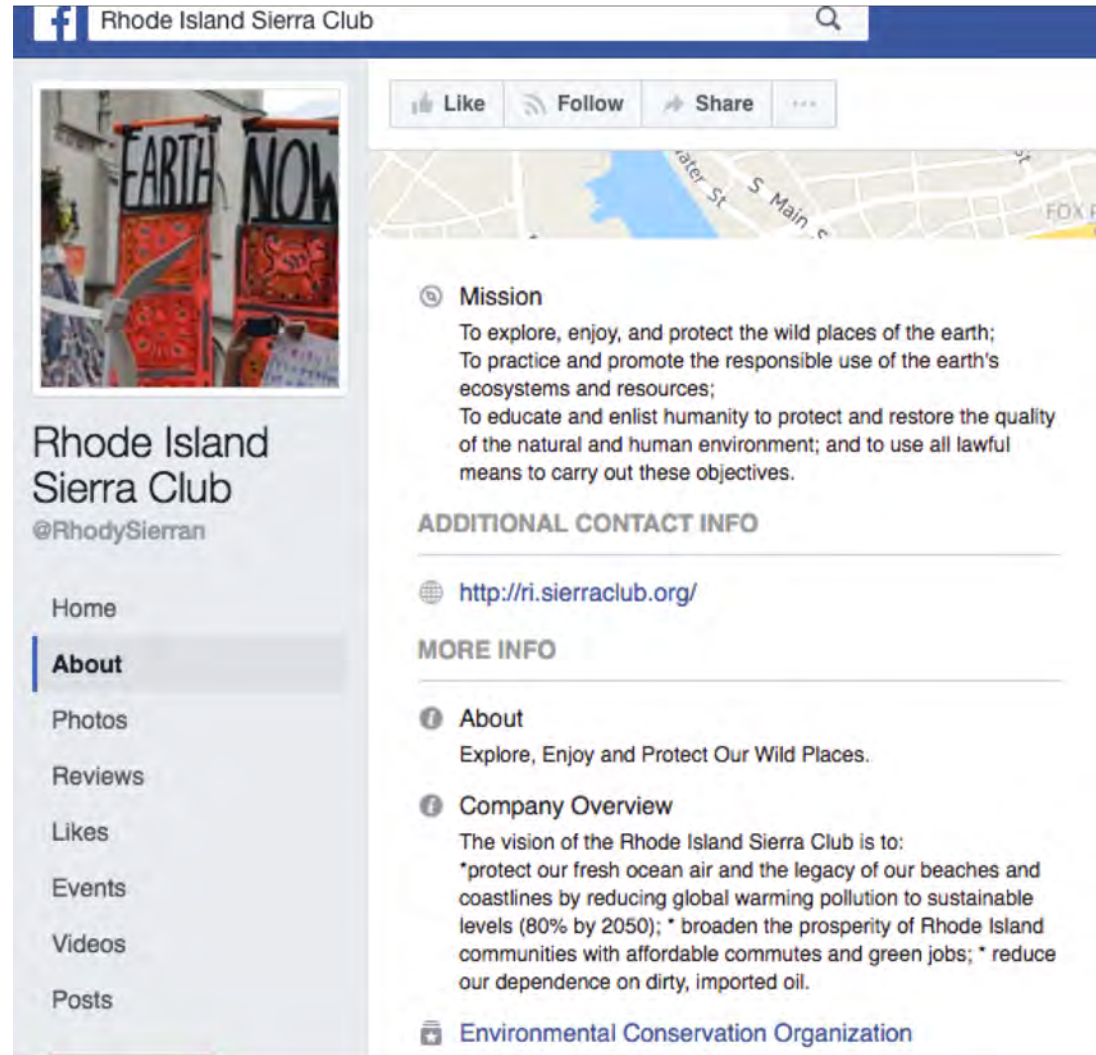 Rhode Island Sierra Club
Like
Follow
Share
EARTH
NOW
S Main
FOX
Rhode Island
Sierra Club
@RhodySierran
Home
About
Photos
Reviews
Likes
Events
Videos
Posts
Mission
To explore, enjoy, and protect the wild places of the earth;
To practice and promote the responsible use of the earth's
ecosystems and resources;
To educate and enlist humanity to protect and restore the quality
of the natural and human environment; and to use all lawful
means to carry out these objectives.
ADDITIONAL CONTACT INFO
http://ri.sierraclub.org/
MORE INFO
About
Explore, Enjoy and Protect Our Wild Places.
Company Overview
The vision of the Rhode Island Sierra Club is to:
*protect our fresh ocean air and the legacy of our beaches and
coastlines by reducing global warming pollution to sustainable
levels (80% by 2050); * broaden the prosperity of Rhode Island
communities with affordable commutes and green jobs; * reduce
our dependence on dirty, imported oil.
Environmental Conservation Organization